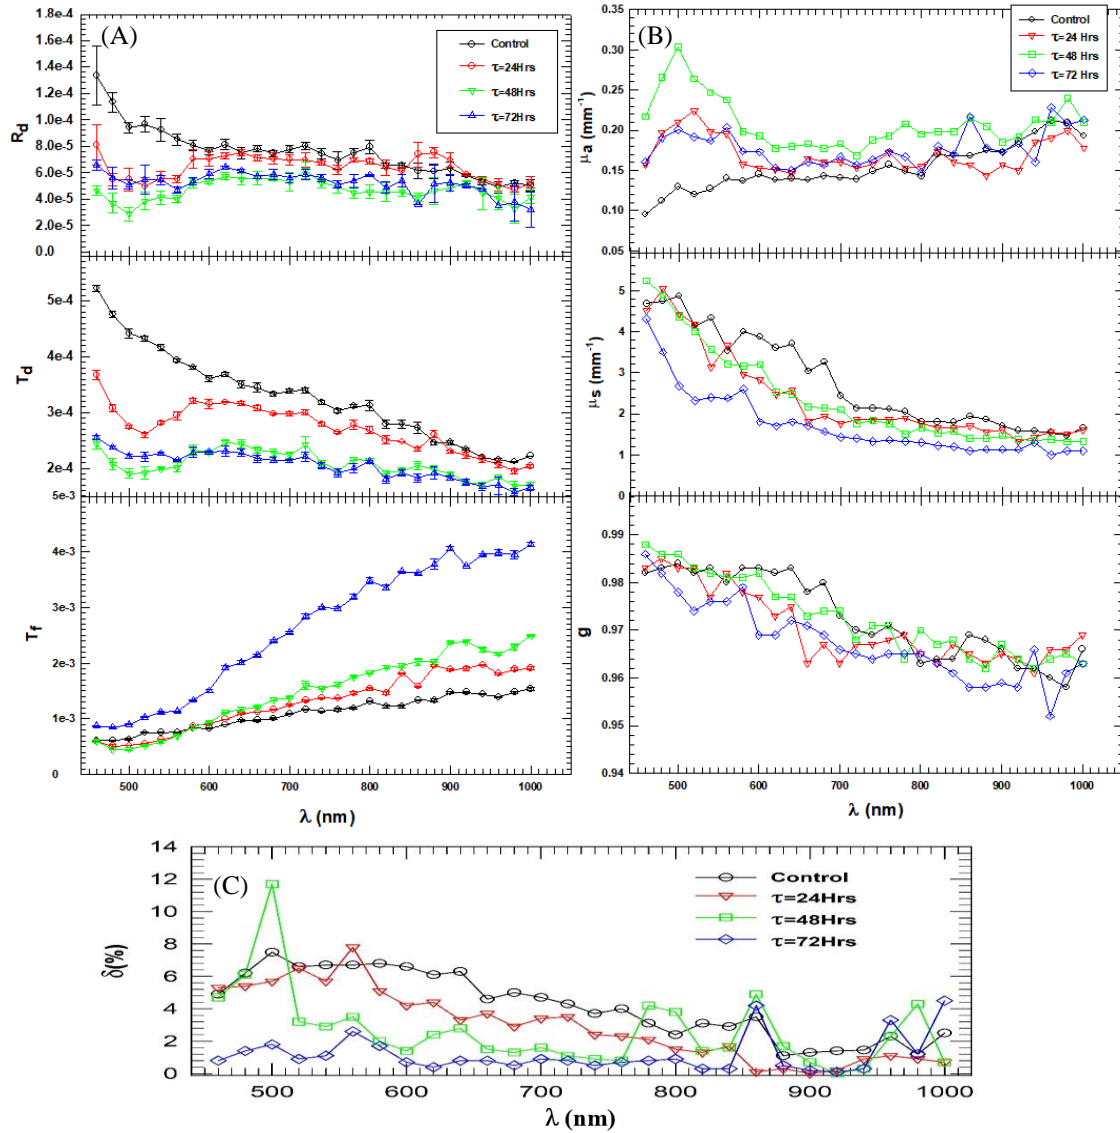 (A)
1.8e-4
1.6e-4
1.4e-4
1.2e-4
1.0e-4
8.0e-5
6.0e-5
4.0e-5
2.0e-5
0.0
Rd
Control
τ=24Hrs
τ=48Hrs
τ=72Hrs
5e-4
4e-4
3e-4
2e-4
5e-3
Td
4e-3
3e-3
2e-3
1e-3
0
Tf
500 600 700 800 900 1000
λ (nm)
(B)
0.35
0.30
0.25
0.20
0.15
0.10
0.05
μa (mm⁻¹)
Control
τ=24 Hrs
τ=48 Hrs
τ=72 Hrs
5
4
3
2
1
0
μs (mm⁻¹)
0.99
0.98
0.97
0.96
0.95
0.94
g
500 600 700 800 900 1000
λ (nm)
(C)
14
12
10
8
6
4
2
0
δ(%)
Control
τ=24Hrs
τ=48Hrs
τ=72Hrs
500 600 700 800 900 1000
λ (nm)